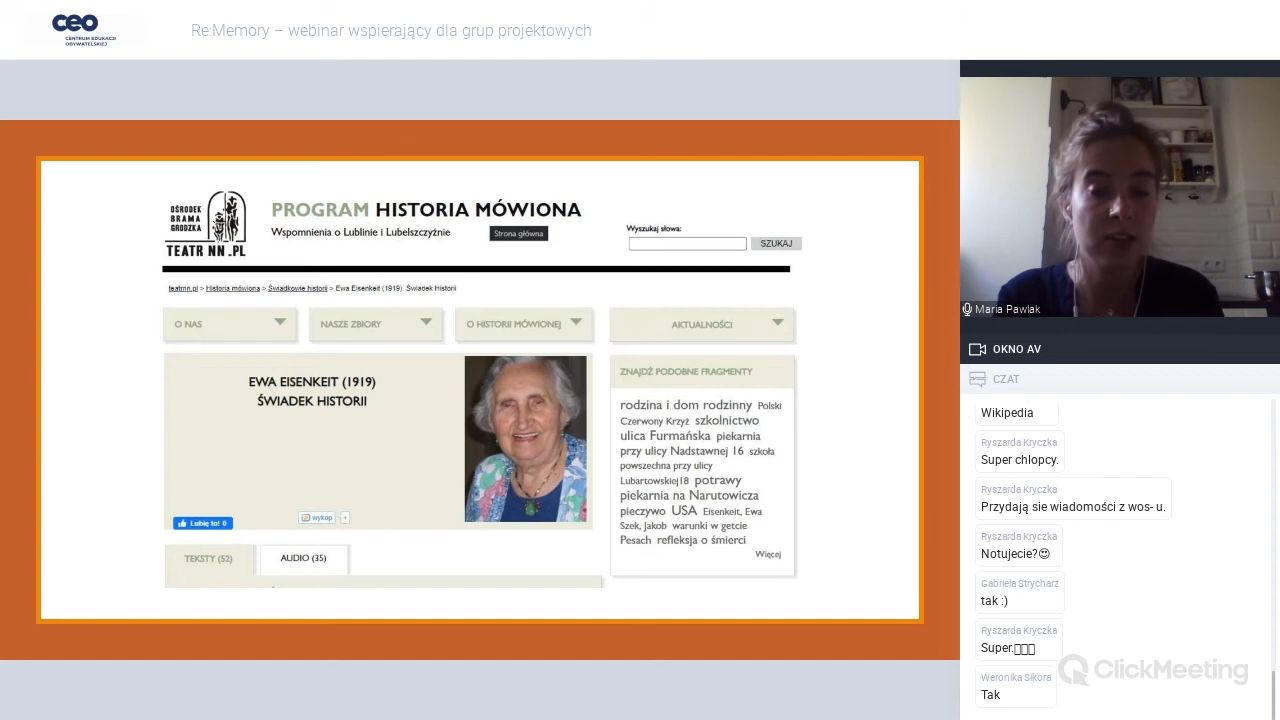 ceo
CENTRUM EDUKACJI
OBYWATELSKIEJ
Re:Memory – webinar wspierający dla grup projektowych
OŚRODEK
BRAMA
GRODZKA
TEATR NN .PL
PROGRAM HISTORIA MÓWIONA
Wspomnienia o Lublinie i Lubelszczyźnie
Strona główna
Wyszukaj słowa:
SZUKAJ
teatrnn.pl > Historia mówiona > Świadkowie historii > Ewa Eisenkeit (1919). Świadek Historii
O NAS
NASZE ZBIORY
O HISTORII MÓWIONEJ
AKTUALNOŚCI
EWA EISENKEIT (1919)
ŚWIADEK HISTORII
Lubię to! 0
wykop
+
TEKSTY (52)
AUDIO (35)
ZNAJDŹ PODOBNE FRAGMENTY
rodzina i dom rodzinny Polski
Czerwony Krzyż szkolnictwo
ulica Furmańska piekarnia
przy ulicy Nadstawnej 16 szkoła
powszechna przy ulicy
Lubartowskiej18 potrawy
piekarnia na Narutowicza
pieczywo USA Eisenkeit, Ewa
Szek, Jakob warunki w getcie
Pesach refleksja o śmierci
Więcej
Maria Pawlak
OKNO AV
CZAT
Wikipedia
Ryszarda Kryczka
Super chlopcy.
Ryszarda Kryczka
Przydają sie wiadomości z wos- u.
Ryszarda Kryczka
Notujecie?😍
Gabriela Strycharz
tak :)
Ryszarda Kryczka
Super.
Weronika Sikora
Tak
ClickMeeting